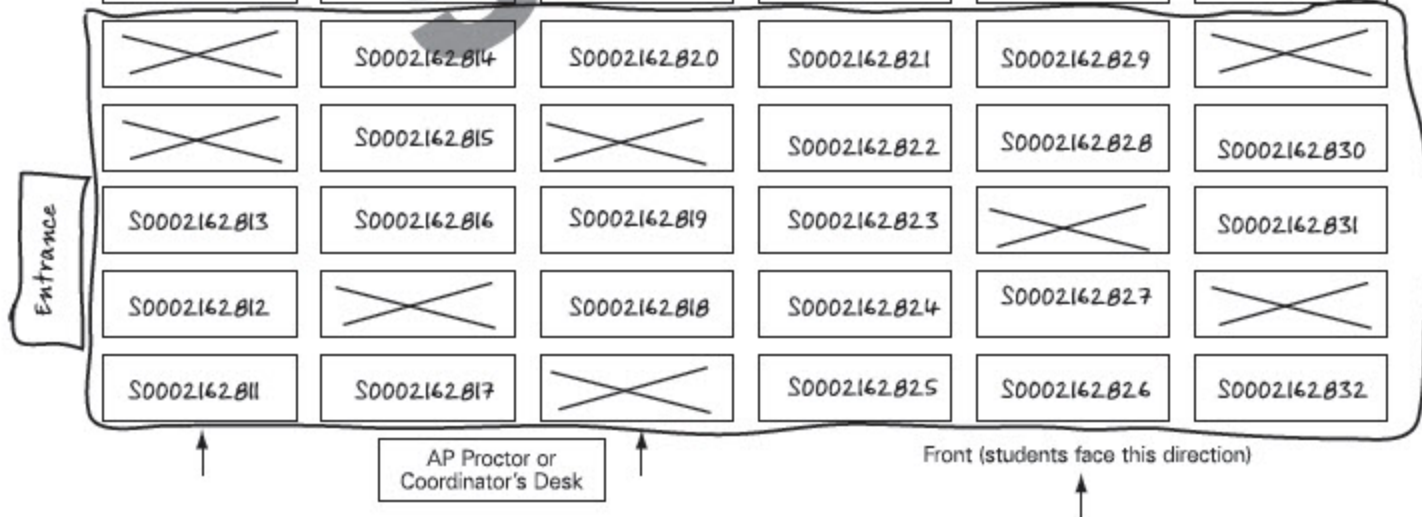 S0002162814 S0002162820 S0002162821 S0002162829
S0002162815 S0002162822 S0002162828 S0002162830
Entrance
S0002162813 S0002162816 S0002162819 S0002162823 S0002162831
S0002162812 S0002162818 S0002162824 S0002162827
S0002162811 S0002162817 S0002162825 S0002162826 S0002162832
AP Proctor or
Coordinator's Desk
Front (students face this direction)